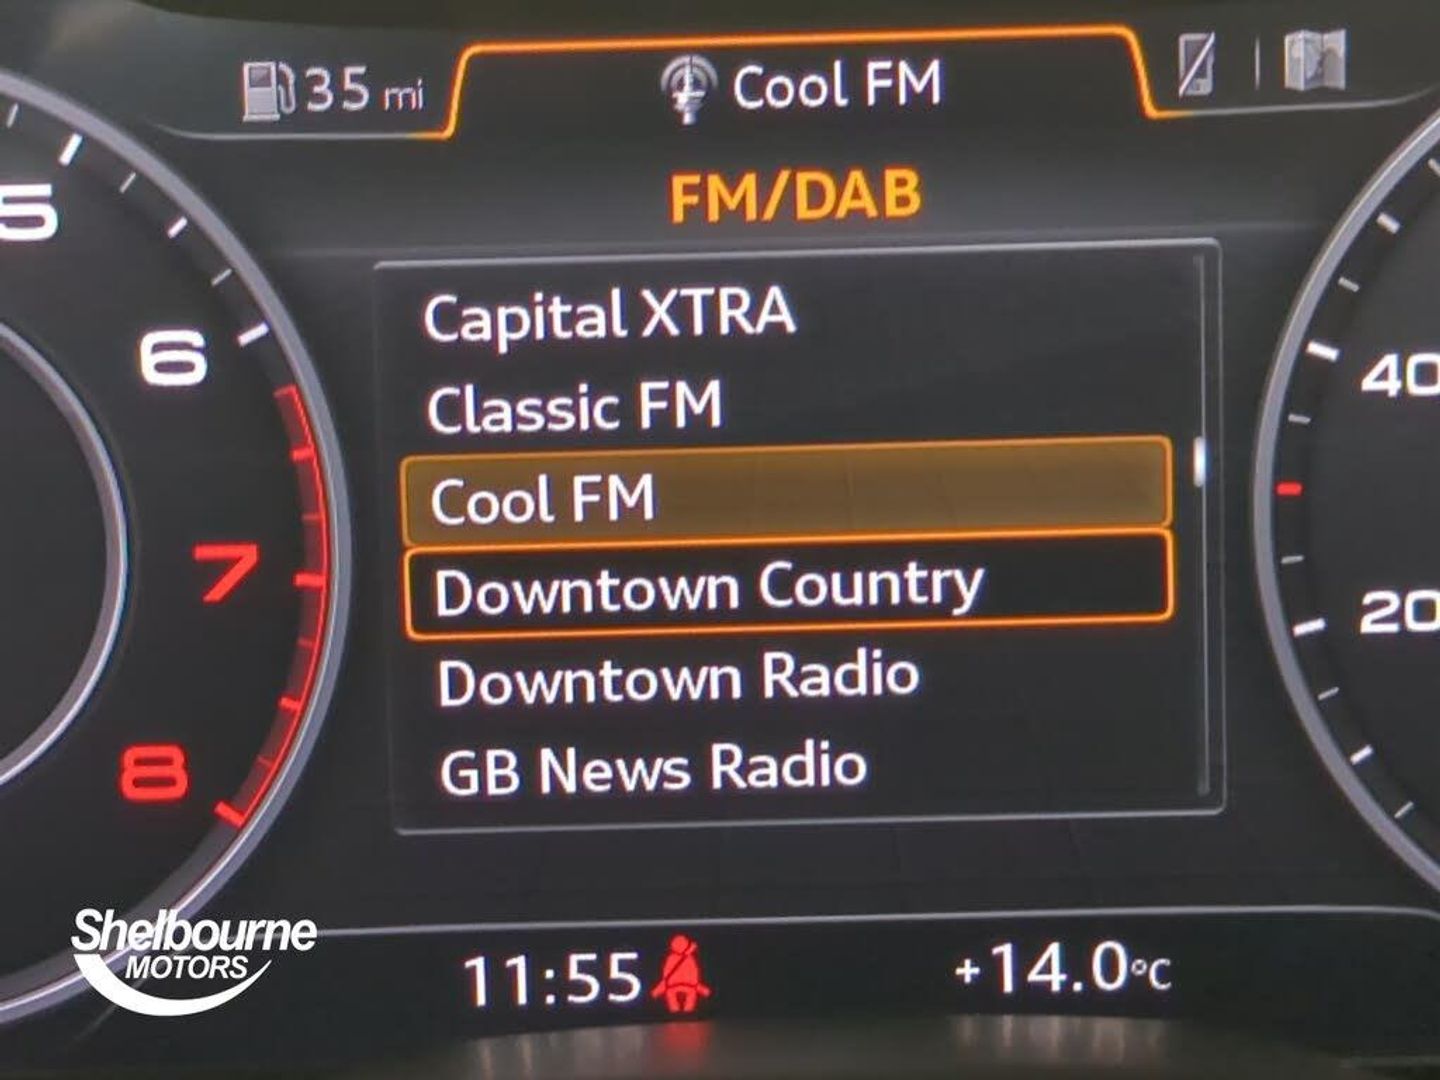 35 mi
Cool FM
FM/DAB
Capital XTRA
Classic FM
Cool FM
Downtown Country
Downtown Radio
GB News Radio
5
6
7
8
40
20
Shelbourne
MOTORS
11:55
+14.0°C